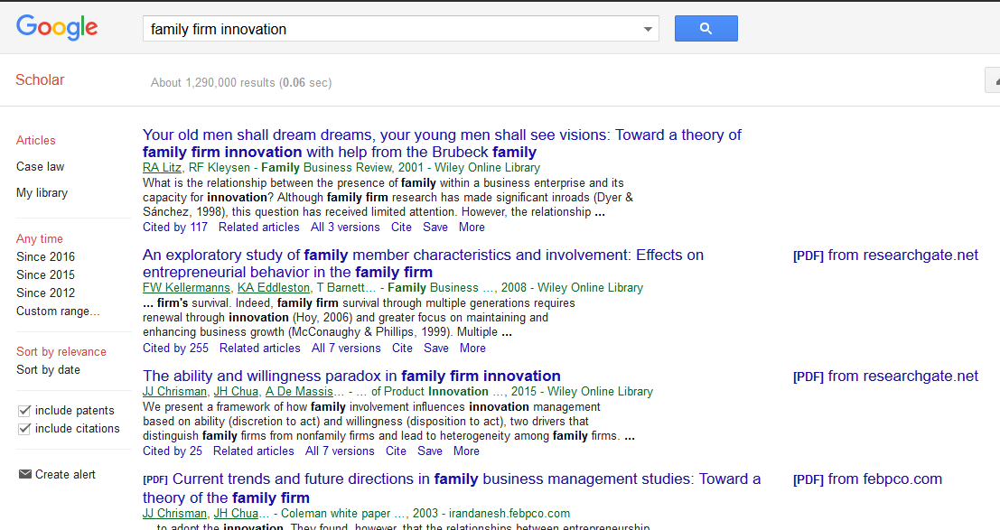 Google
family firm innovation
Scholar
About 1,290,000 results (0.06 sec)
Articles
Case law
My library
Any time
Since 2016
Since 2015
Since 2012
Custom range...
Sort by relevance
Sort by date
include patents
include citations
Create alert
Your old men shall dream dreams, your young men shall see visions: Toward a theory of
family firm innovation with help from the Brubeck family
RA Litz, RF Kleysen - Family Business Review, 2001 - Wiley Online Library
What is the relationship between the presence of family within a business enterprise and its
capacity for innovation? Although family firm research has made significant inroads (Dyer &
Sánchez, 1998), this question has received limited attention. However, the relationship ...
Cited by 117 Related articles All 3 versions Cite Save More
An exploratory study of family member characteristics and involvement: Effects on
entrepreneurial behavior in the family firm
[PDF] from researchgate.net
FW Kellermanns, KA Eddleston, T Barnett… - Family Business …, 2008 - Wiley Online Library
... firm's survival. Indeed, family firm survival through multiple generations requires
renewal through innovation (Hoy, 2006) and greater focus on maintaining and
enhancing business growth (McConaughy & Phillips, 1999). Multiple ...
Cited by 255 Related articles All 7 versions Cite Save More
The ability and willingness paradox in family firm innovation
[PDF] from researchgate.net
JJ Chrisman, JH Chua, A De Massis… - … of Product Innovation …, 2015 - Wiley Online Library
We present a framework of how family involvement influences innovation management
based on ability (discretion to act) and willingness (disposition to act), two drivers that
distinguish family firms from nonfamily firms and lead to heterogeneity among family firms. ...
Cited by 25 Related articles All 7 versions Cite Save More
[PDF] Current trends and future directions in family business management studies: Toward a
theory of the family firm
[PDF] from febpco.com
JJ Chrisman, JH Chua… - Coleman white paper …, 2003 - irandanesh.febpco.com
... to adopt the innovation. They found, however, that the relationships between entrepreneurship